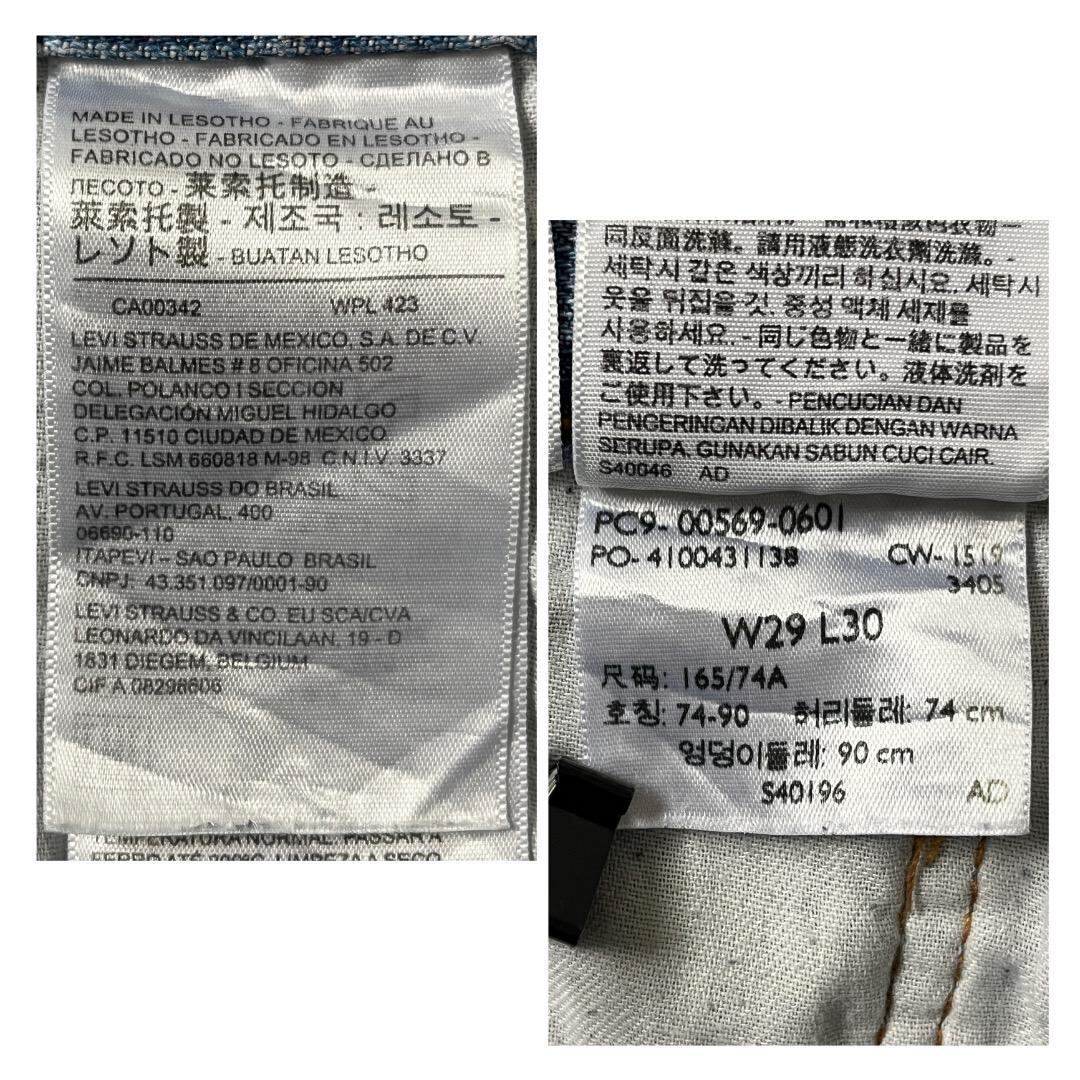 MADE IN LESOTHO - FABRIQUE AU
LESOTHO - FABRICADO EN LESOTHO -
FABRICADO NO LESOTO - СДЕЛАНО В
ЛЕСОТО - 莱索托制造 -
萊索托製 - 제조국 : 레소토 -
レソト製 - BUATAN LESOTHO
CA00342 WPL 423
LEVI STRAUSS DE MEXICO, S.A. DE C.V.
JAIME BALMES # 8 OFICINA 502
COL. POLANCO I SECCION
DELEGACIÓN MIGUEL HIDALGO
C.P. 11510 CIUDAD DE MEXICO
R.F.C. LSM 660818 M-98 C.N.I.V. 3337
LEVI STRAUSS DO BRASIL
AV. PORTUGAL, 400
06690-110
ITAPEVI – SAO PAULO BRASIL
CNPJ: 43.351.097/0001-90
LEVI STRAUSS & CO. EU SCA/CVA
LEONARDO DA VINCILAAN, 19 - D
1831 DIEGEM, BELGIUM
CIF A 08298606
TEMPERATURA NORMAL. PASSAR A
FERRO ATÉ LIMPEZA A SECO
同反面洗滌。請用液態洗衣劑洗滌。-
세탁시 같은 색상끼리 하십시요. 세탁시
옷을 뒤집을 것. 중성 액체 세제를
사용하세요. - 同じ色物と一緒に製品を
裏返して洗ってください。液体洗剤を
ご使用下さい。- PENCUCIAN DAN
PENGERINGAN DIBALIK DENGAN WARNA
SERUPA. GUNAKAN SABUN CUCI CAIR.
S40046 AD
PC9- 00569-0601
PO- 4100431138 CW- 1519
3405
W29 L30
尺码: 165/74A
호칭: 74-90 허리둘레: 74 cm
엉덩이둘레: 90 cm
S40196 AD